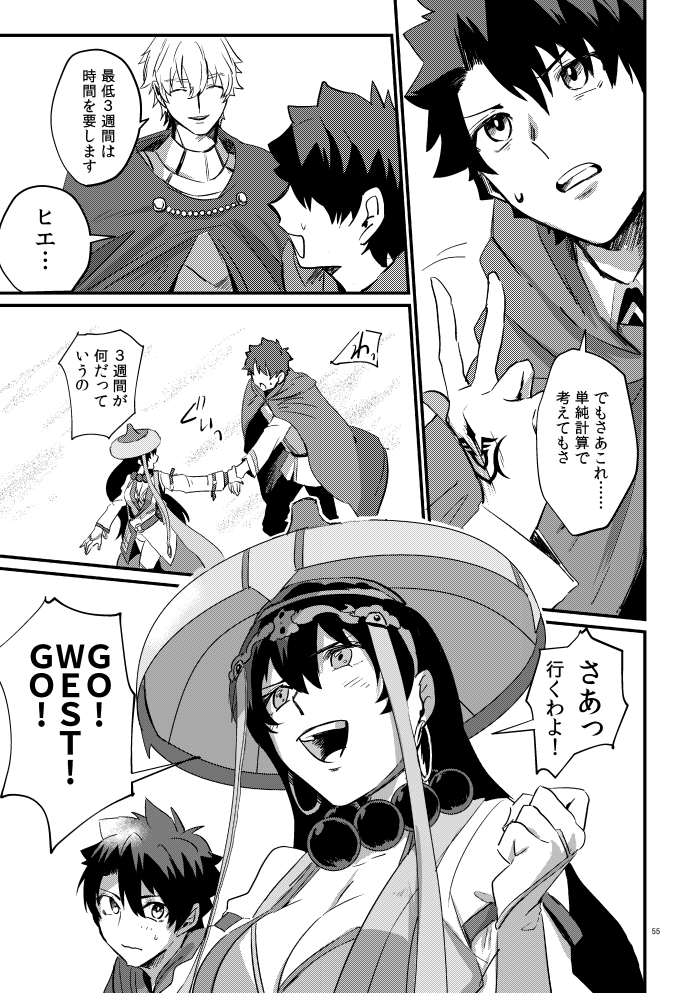 でもさあこれ……
単純計算で
考えてもさ
最低３週間は
時間を要します
ヒエ…
わっ
ぐいっ
３週間が
何だって
いうの
さあっ
行くわよ！
GO！
WEST！
GO！
55